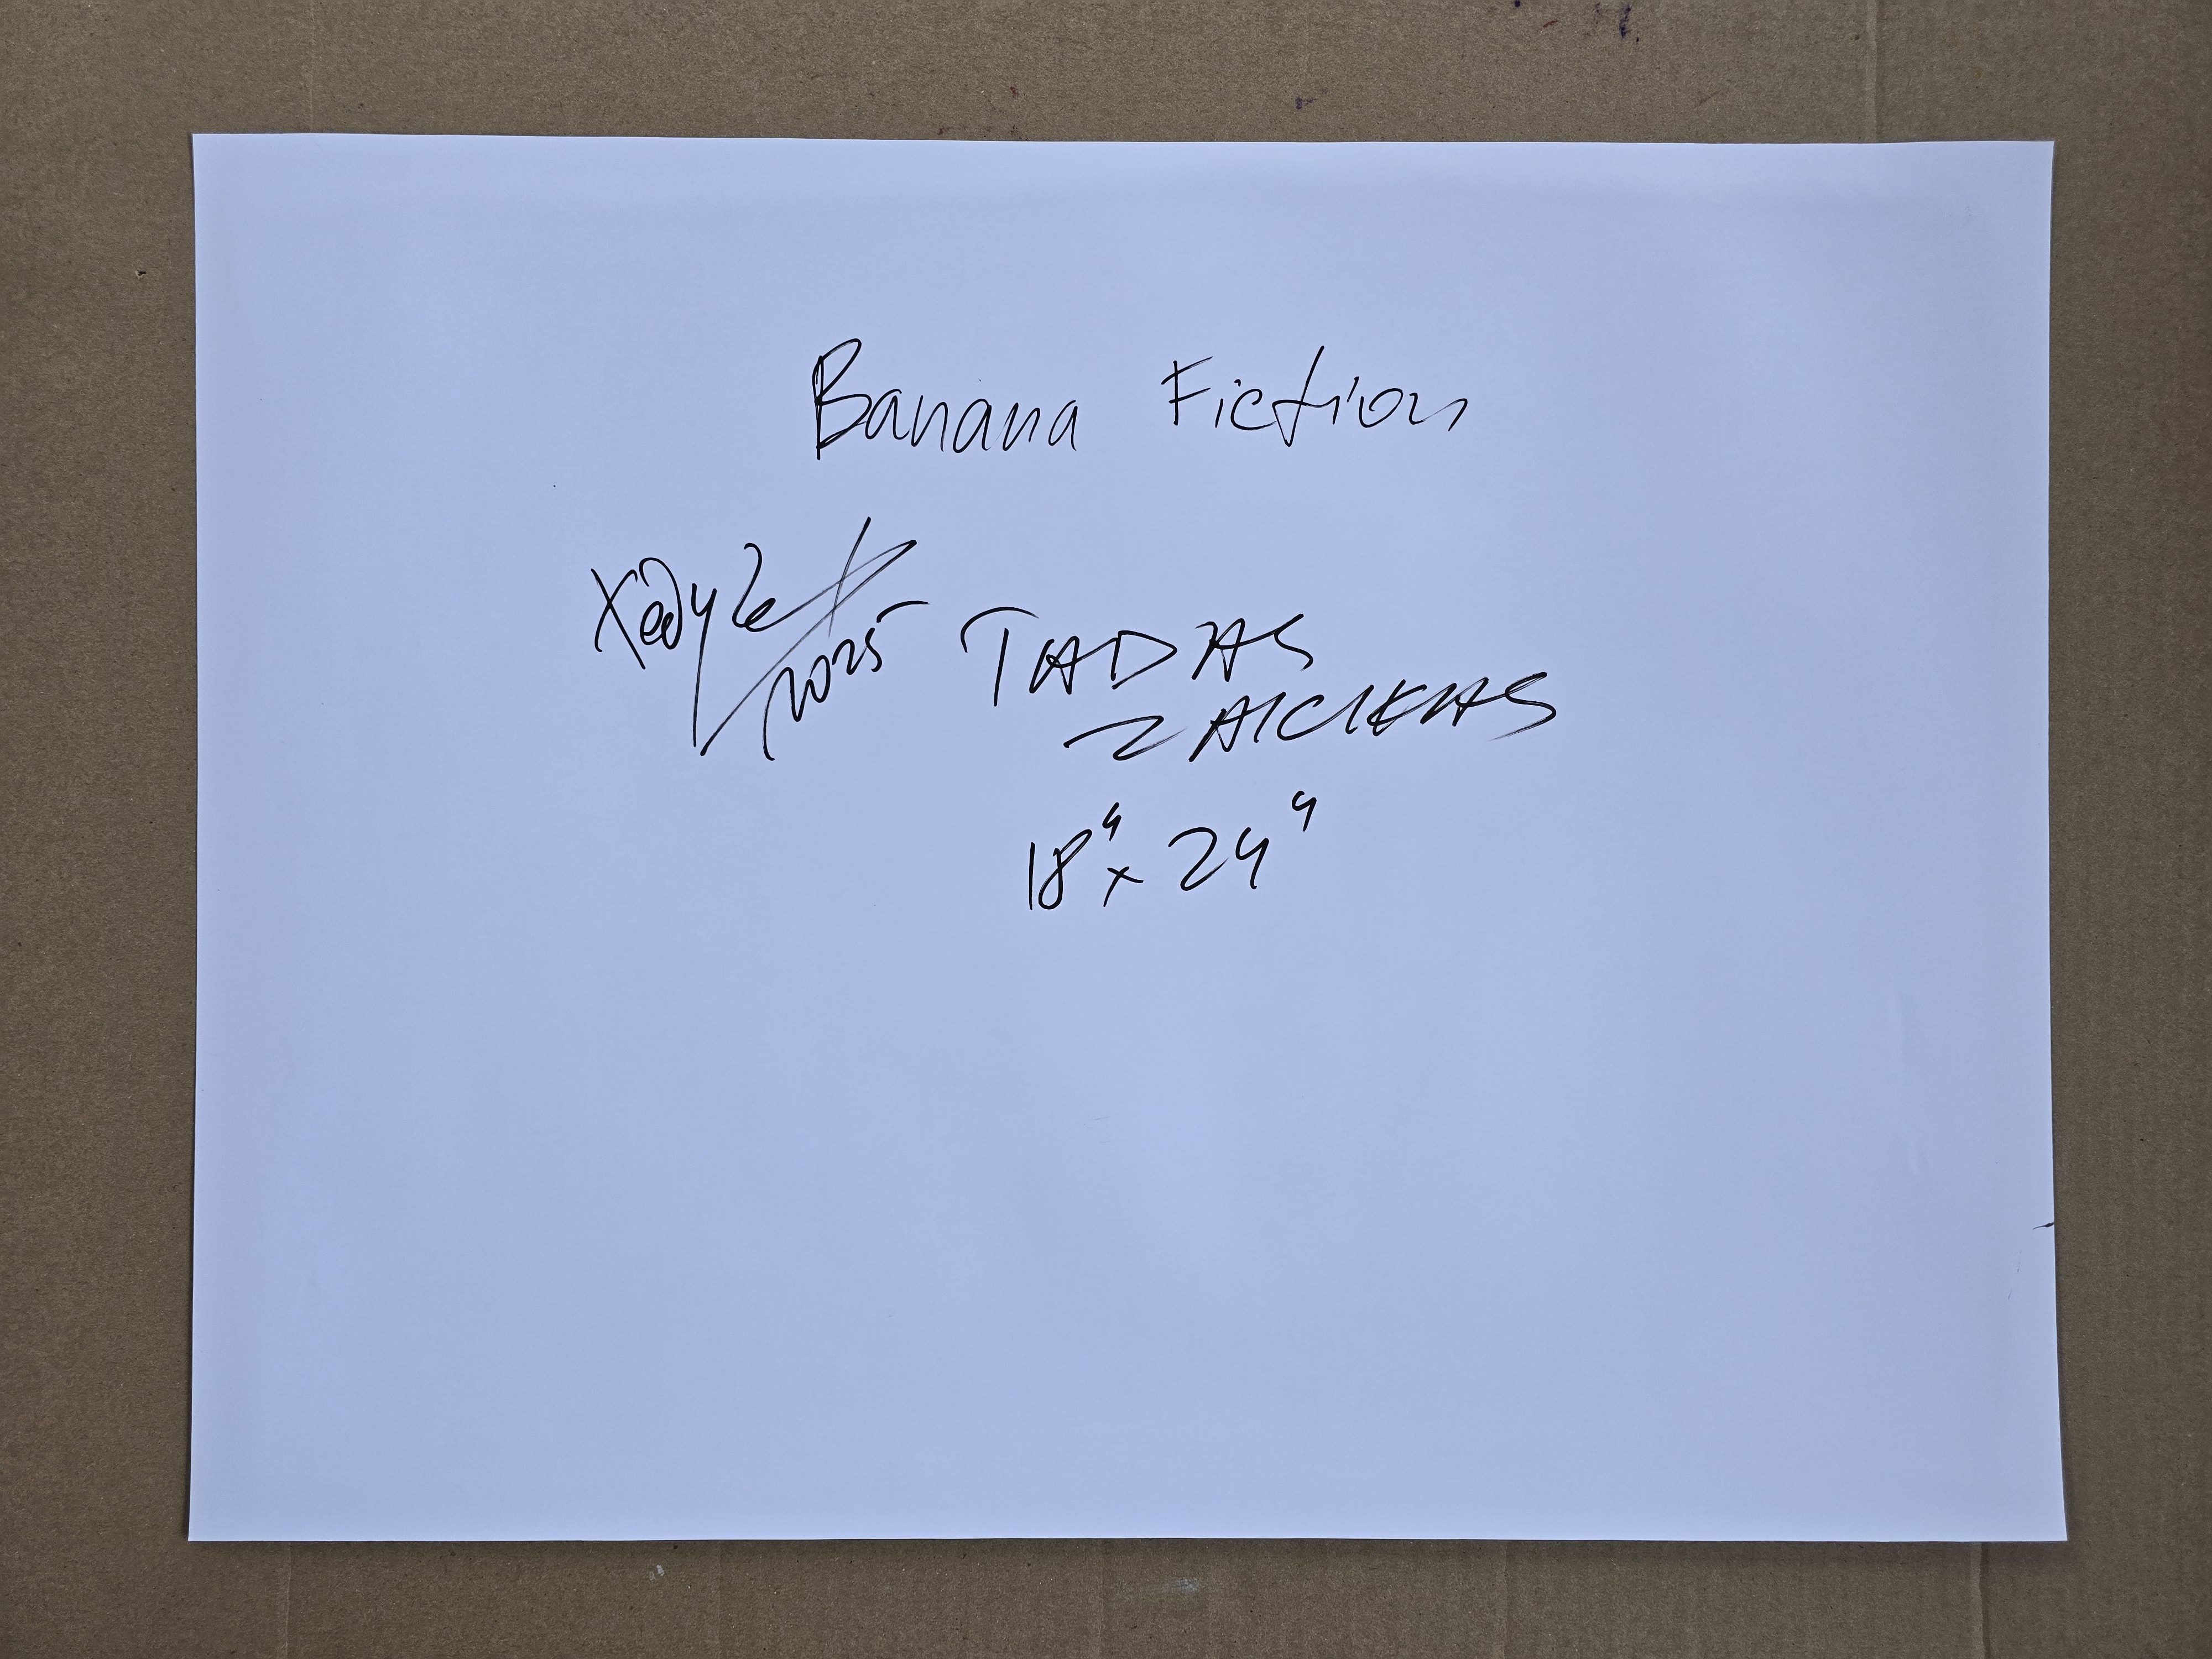 Banana Fiction
2025 TADAS
ZAICIKAS
18" x 24"